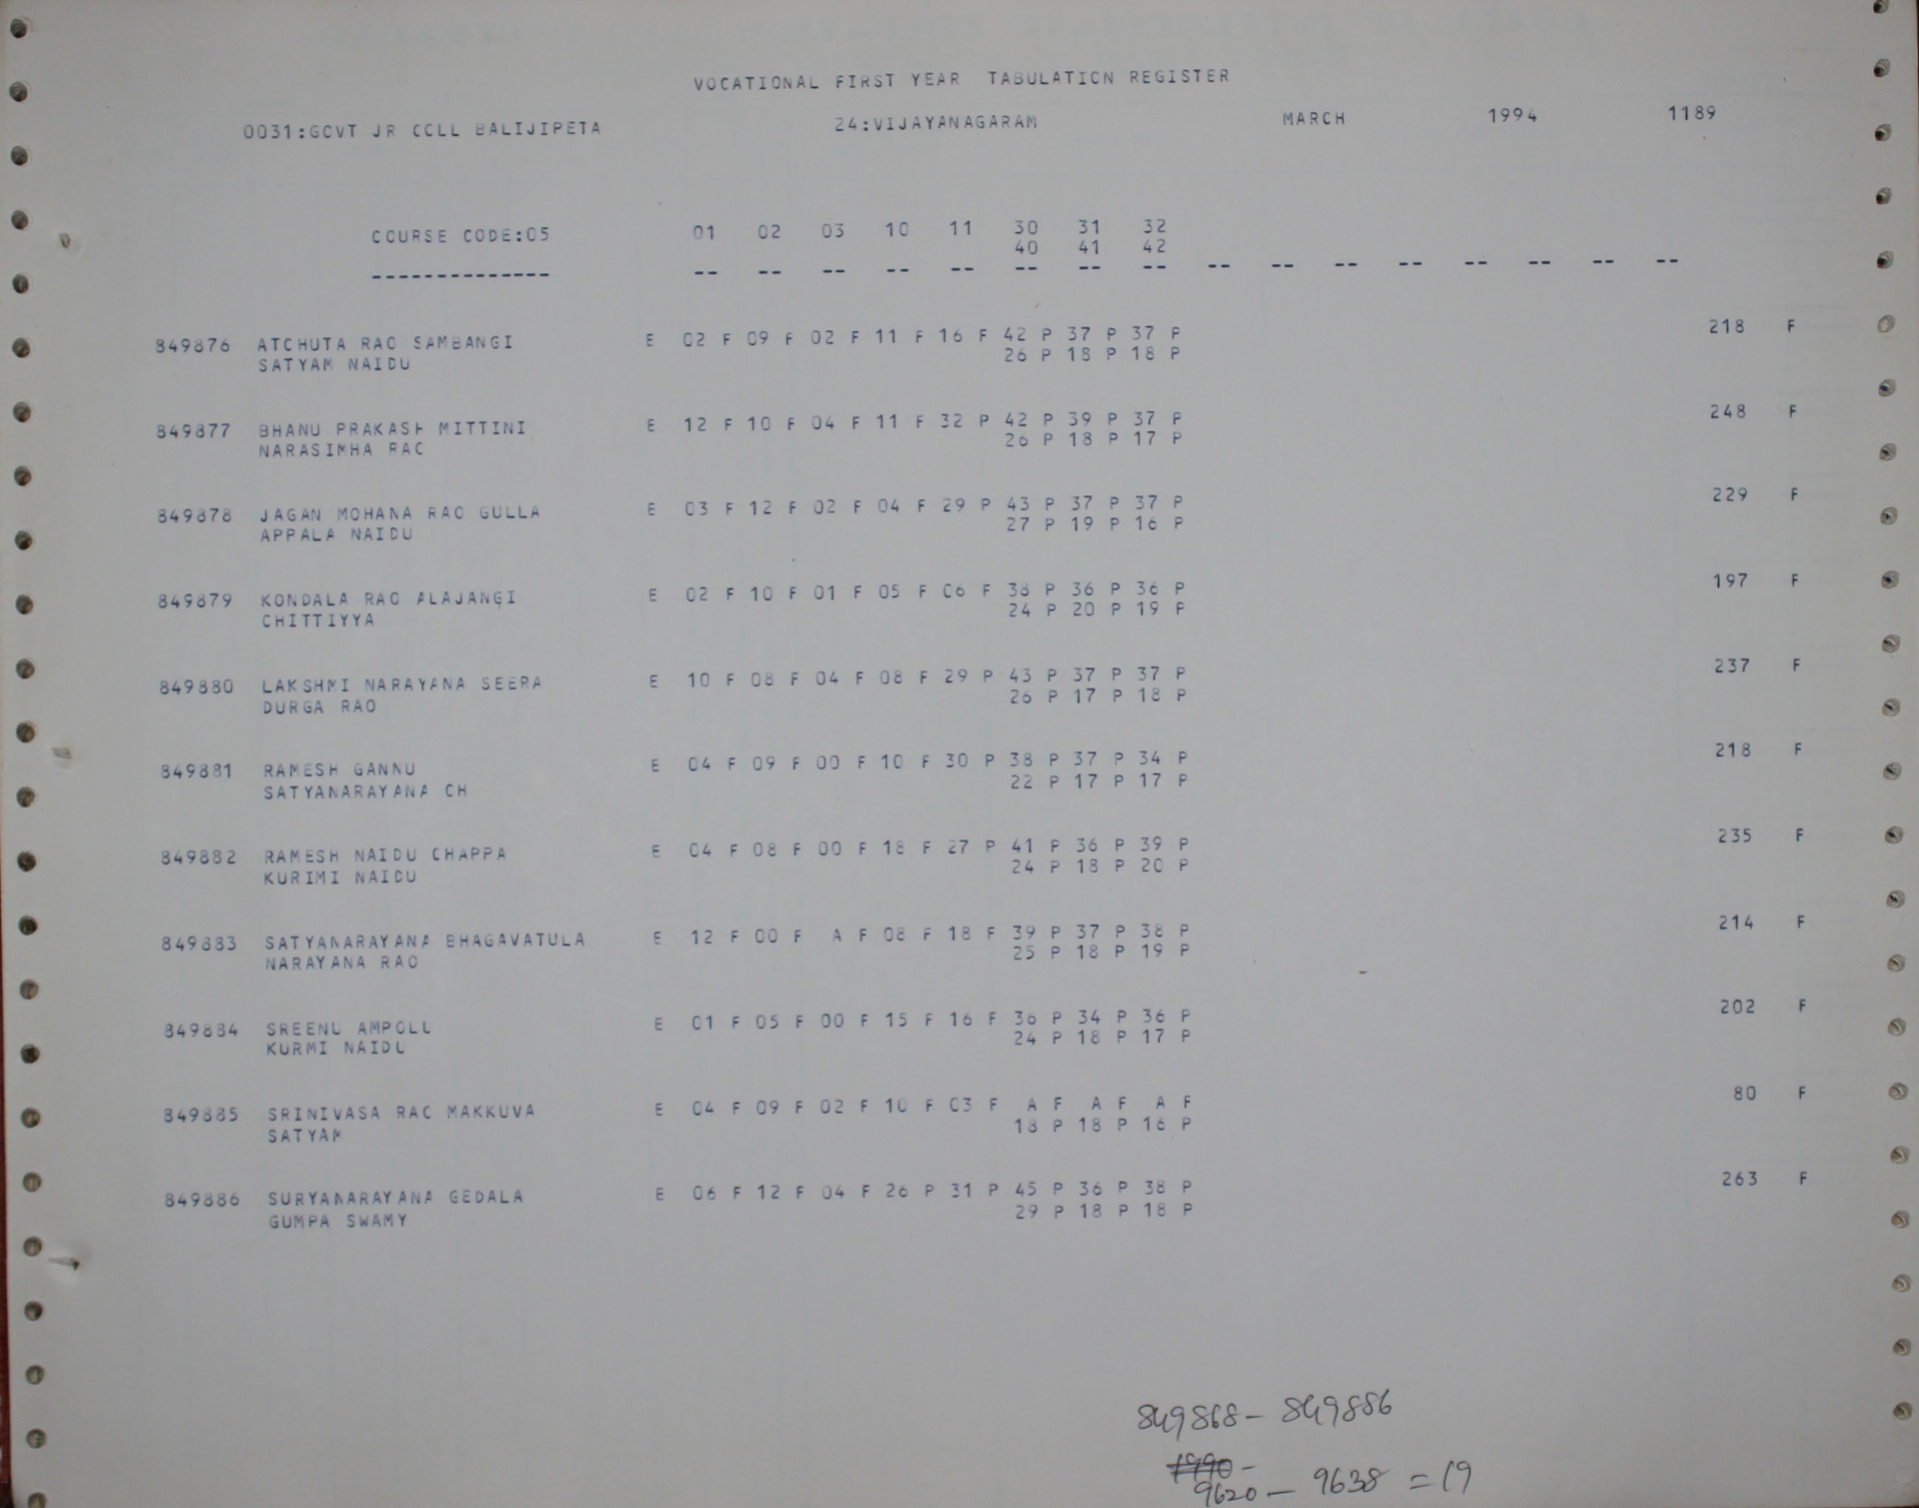 VOCATIONAL FIRST YEAR TABULATION REGISTER
0031:GOVT JR COLL BALIJIPETA 24:VIJAYANAGARAM MARCH 1994 1189
COURSE CODE:05 01 02 03 10 11 30 31 32
40 41 42
-------------- -- -- -- -- -- -- -- -- -- -- -- -- -- -- -- --
849876 ATCHUTA RAO SAMBANGI E 02 F 09 F 02 F 11 F 16 F 42 P 37 P 37 P 218 F
SATYAM NAIDU 26 P 18 P 18 P
849877 BHANU PRAKASH MITTINI E 12 F 10 F 04 F 11 F 32 P 42 P 39 P 37 P 248 F
NARASIMHA RAO 26 P 18 P 17 P
849878 JAGAN MOHANA RAO GULLA E 03 F 12 F 02 F 04 F 29 P 43 P 37 P 37 P 229 F
APPALA NAIDU 27 P 19 P 16 P
849879 KONDALA RAO ALAJANGI E 02 F 10 F 01 F 05 F 06 F 38 P 36 P 36 P 197 F
CHITTIYYA 24 P 20 P 19 P
849880 LAKSHMI NARAYANA SEERA E 10 F 08 F 04 F 08 F 29 P 43 P 37 P 37 P 237 F
DURGA RAO 26 P 17 P 18 P
849881 RAMESH GANNU E 04 F 09 F 00 F 10 F 30 P 38 P 37 P 34 P 218 F
SATYANARAYANA CH 22 P 17 P 17 P
849882 RAMESH NAIDU CHAPPA E 04 F 08 F 00 F 18 F 27 P 41 P 36 P 39 P 235 F
KURIMI NAIDU 24 P 18 P 20 P
849883 SATYANARAYANA BHAGAVATULA E 12 F 00 F A F 08 F 18 F 39 P 37 P 38 P 214 F
NARAYANA RAO 25 P 18 P 19 P
849884 SREENU AMPOLU E 01 F 05 F 00 F 15 F 16 F 36 P 34 P 36 P 202 F
KURMI NAIDU 24 P 18 P 17 P
849885 SRINIVASA RAO MAKKUVA E 04 F 09 F 02 F 10 F 03 F A F A F A F 80 F
SATYAM 18 P 18 P 16 P
849886 SURYANARAYANA GEDALA E 06 F 12 F 04 F 26 P 31 P 45 P 36 P 38 P 263 F
GUMPA SWAMY 29 P 18 P 18 P
849868 - 849886
1990 -
9620 - 9638 = 19